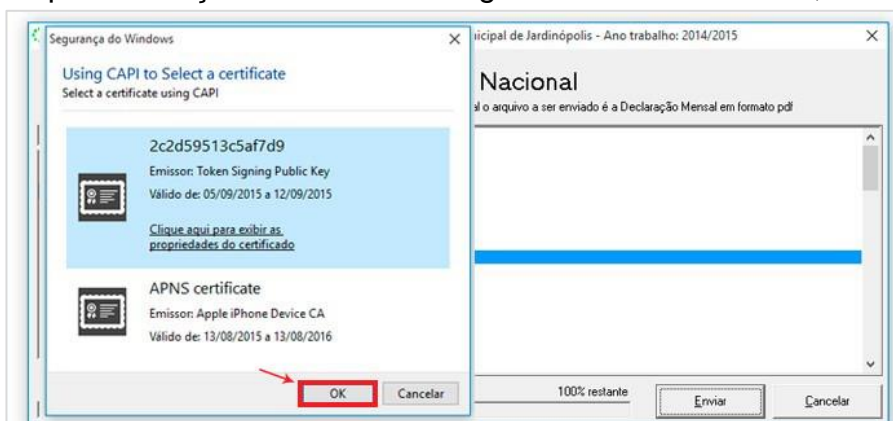 Segurança do Windows
Using CAPI to Select a certificate
Select a certificate using CAPI
2c2d59513c5af7d9
Emissor: Token Signing Public Key
Válido de: 05/09/2015 a 12/09/2015
Clique aqui para exibir as
propriedades do certificado
APNS certificate
Emissor: Apple iPhone Device CA
Válido de: 13/08/2015 a 13/08/2016
OK Cancelar
icipal de Jardinópolis - Ano trabalho: 2014/2015
Nacional
o arquivo a ser enviado é a Declaração Mensal em formato pdf
100% restante
Enviar Cancelar